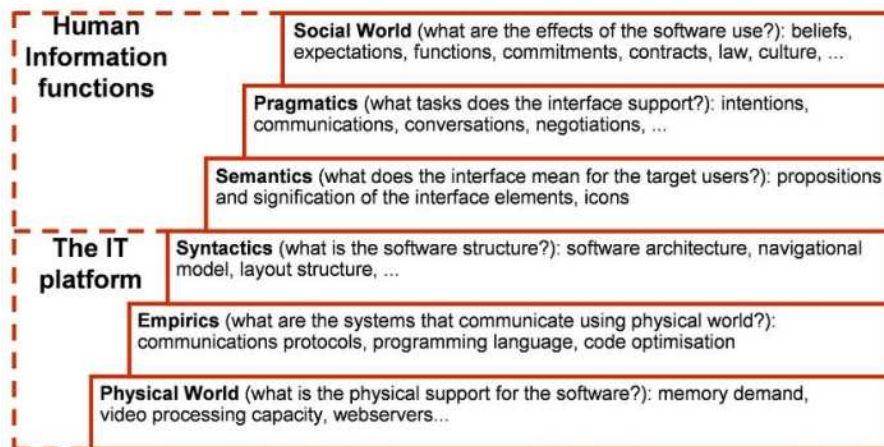 Human
Information
functions
Social World (what are the effects of the software use?): beliefs,
expectations, functions, commitments, contracts, law, culture, ...
Pragmatics (what tasks does the interface support?): intentions,
communications, conversations, negotiations, ...
Semantics (what does the interface mean for the target users?): propositions
and signification of the interface elements, icons
The IT
platform
Syntactics (what is the software structure?): software architecture, navigational
model, layout structure, ...
Empirics (what are the systems that communicate using physical world?):
communications protocols, programming language, code optimisation
Physical World (what is the physical support for the software?): memory demand,
video processing capacity, webservers...